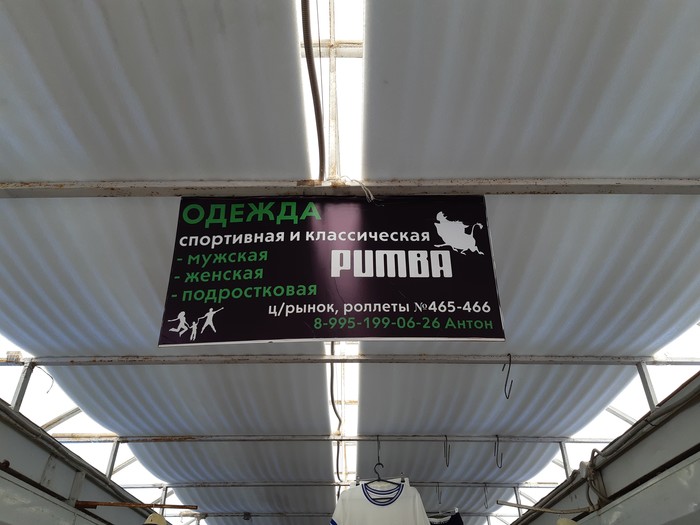 ОДЕЖДА
спортивная и классическая
- мужская
- женская
- подростковая
PUMBA
ц/рынок, роллеты №465-466
8-995-199-06-26 Антон